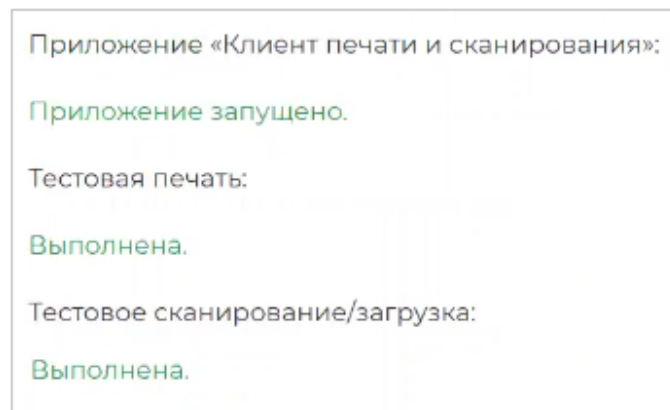 Приложение «Клиент печати и сканирования»:
Приложение запущено.
Тестовая печать:
Выполнена.
Тестовое сканирование/загрузка:
Выполнена.